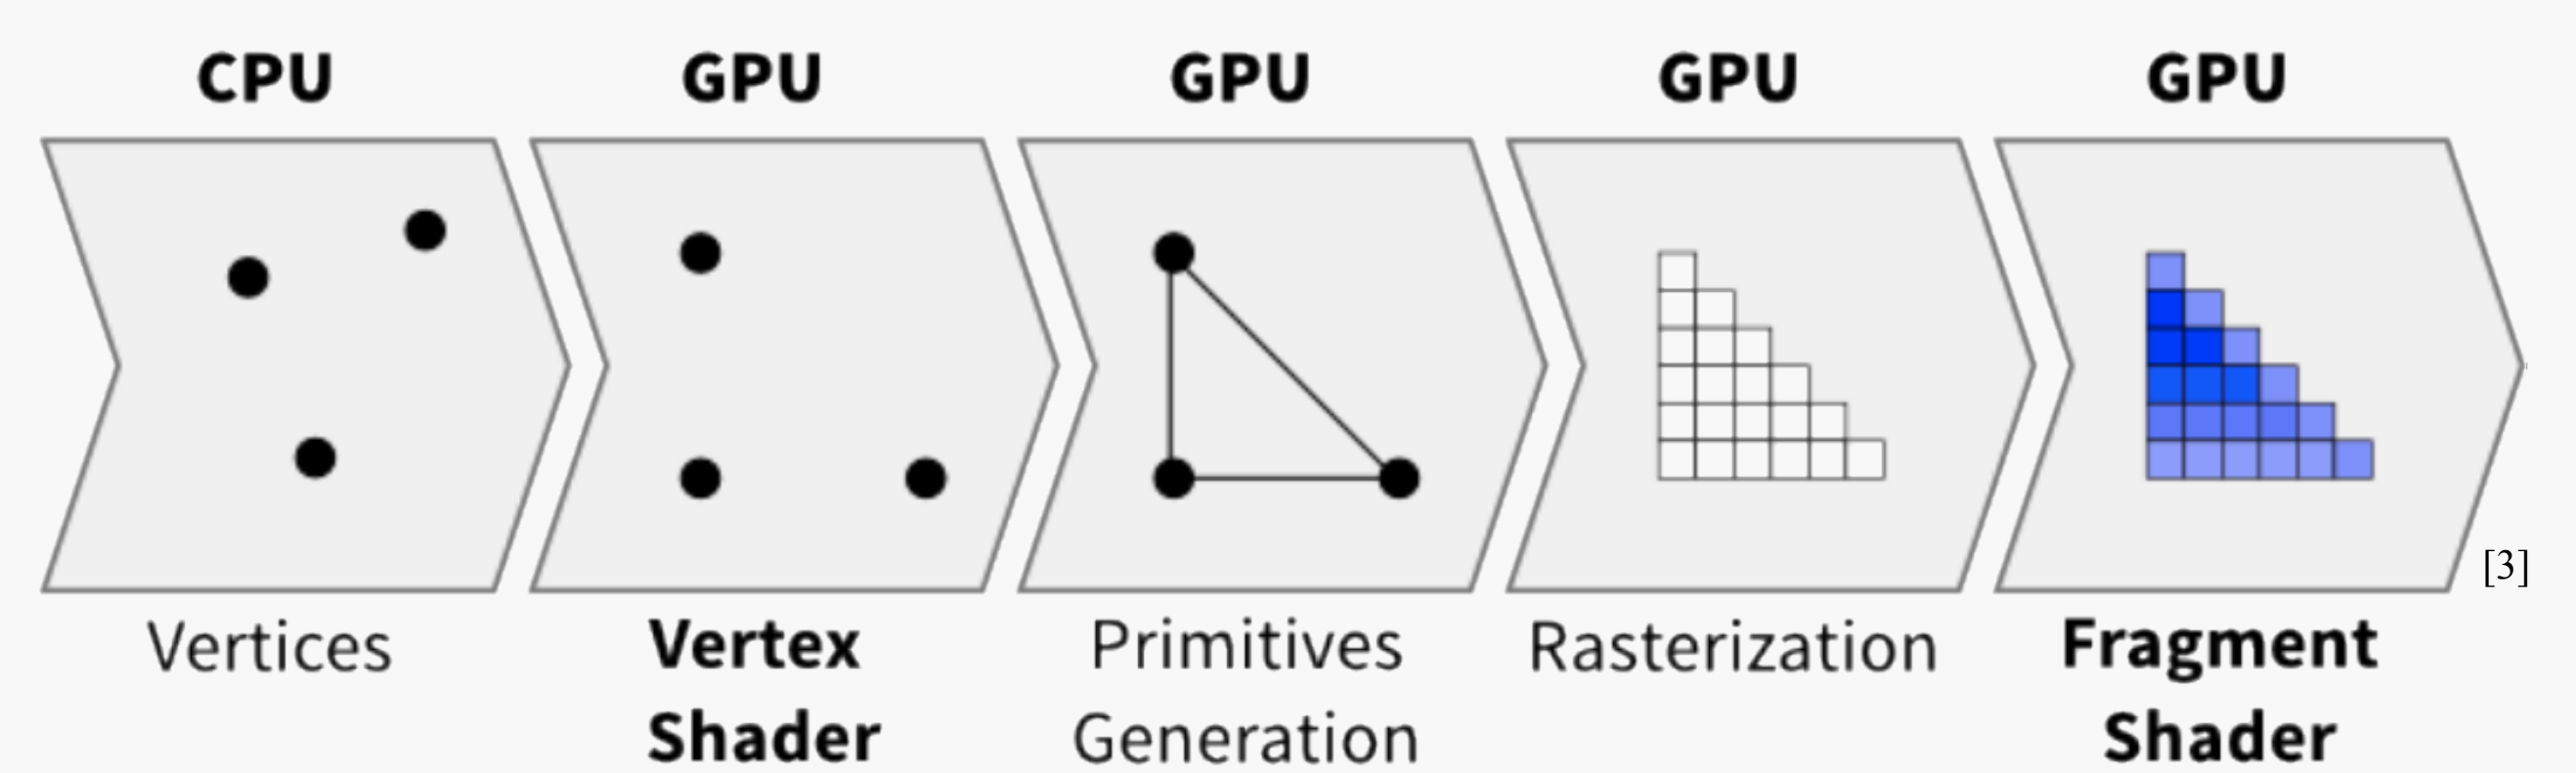 CPU GPU GPU GPU GPU
[3]
Vertices Vertex Primitives Rasterization Fragment
Shader Generation Shader